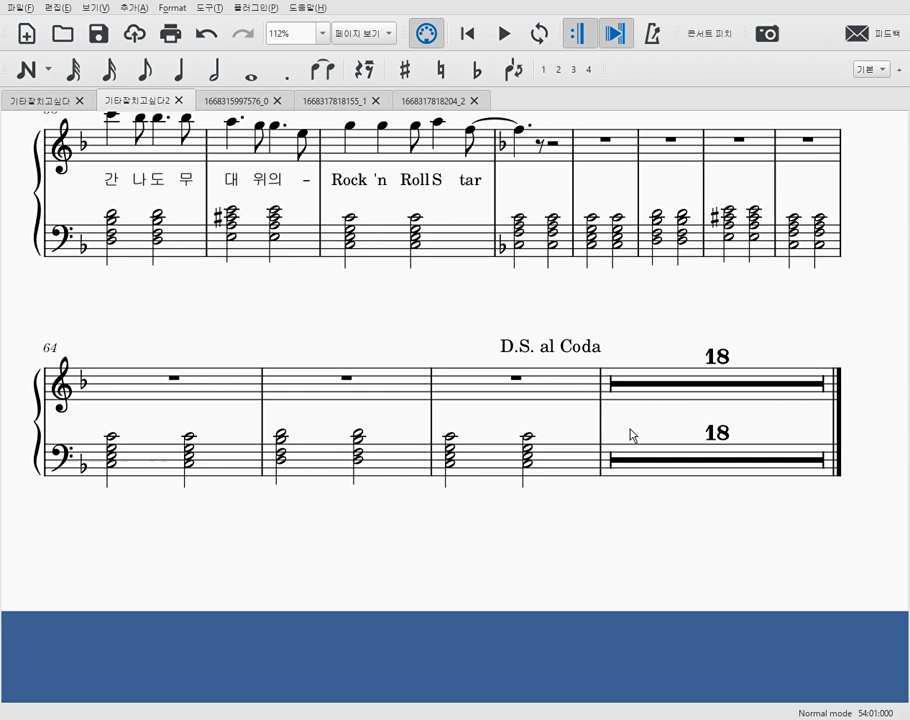 파일(F) 편집(E) 보기(V) 추가(A) Format 도구(T) 플러그인(P) 도움말(H)
112% 페이지 보기 콘서트 피치 피드백
1 2 3 4 기본 +
기타잘치고싶다 기타잘치고싶다2 1668315997576_0 1668317818155_1 1668317818204_2
간 나도 무 대 위의 - Rock 'n Roll S tar
64
D.S. al Coda
18
18
Normal mode 54:01:000